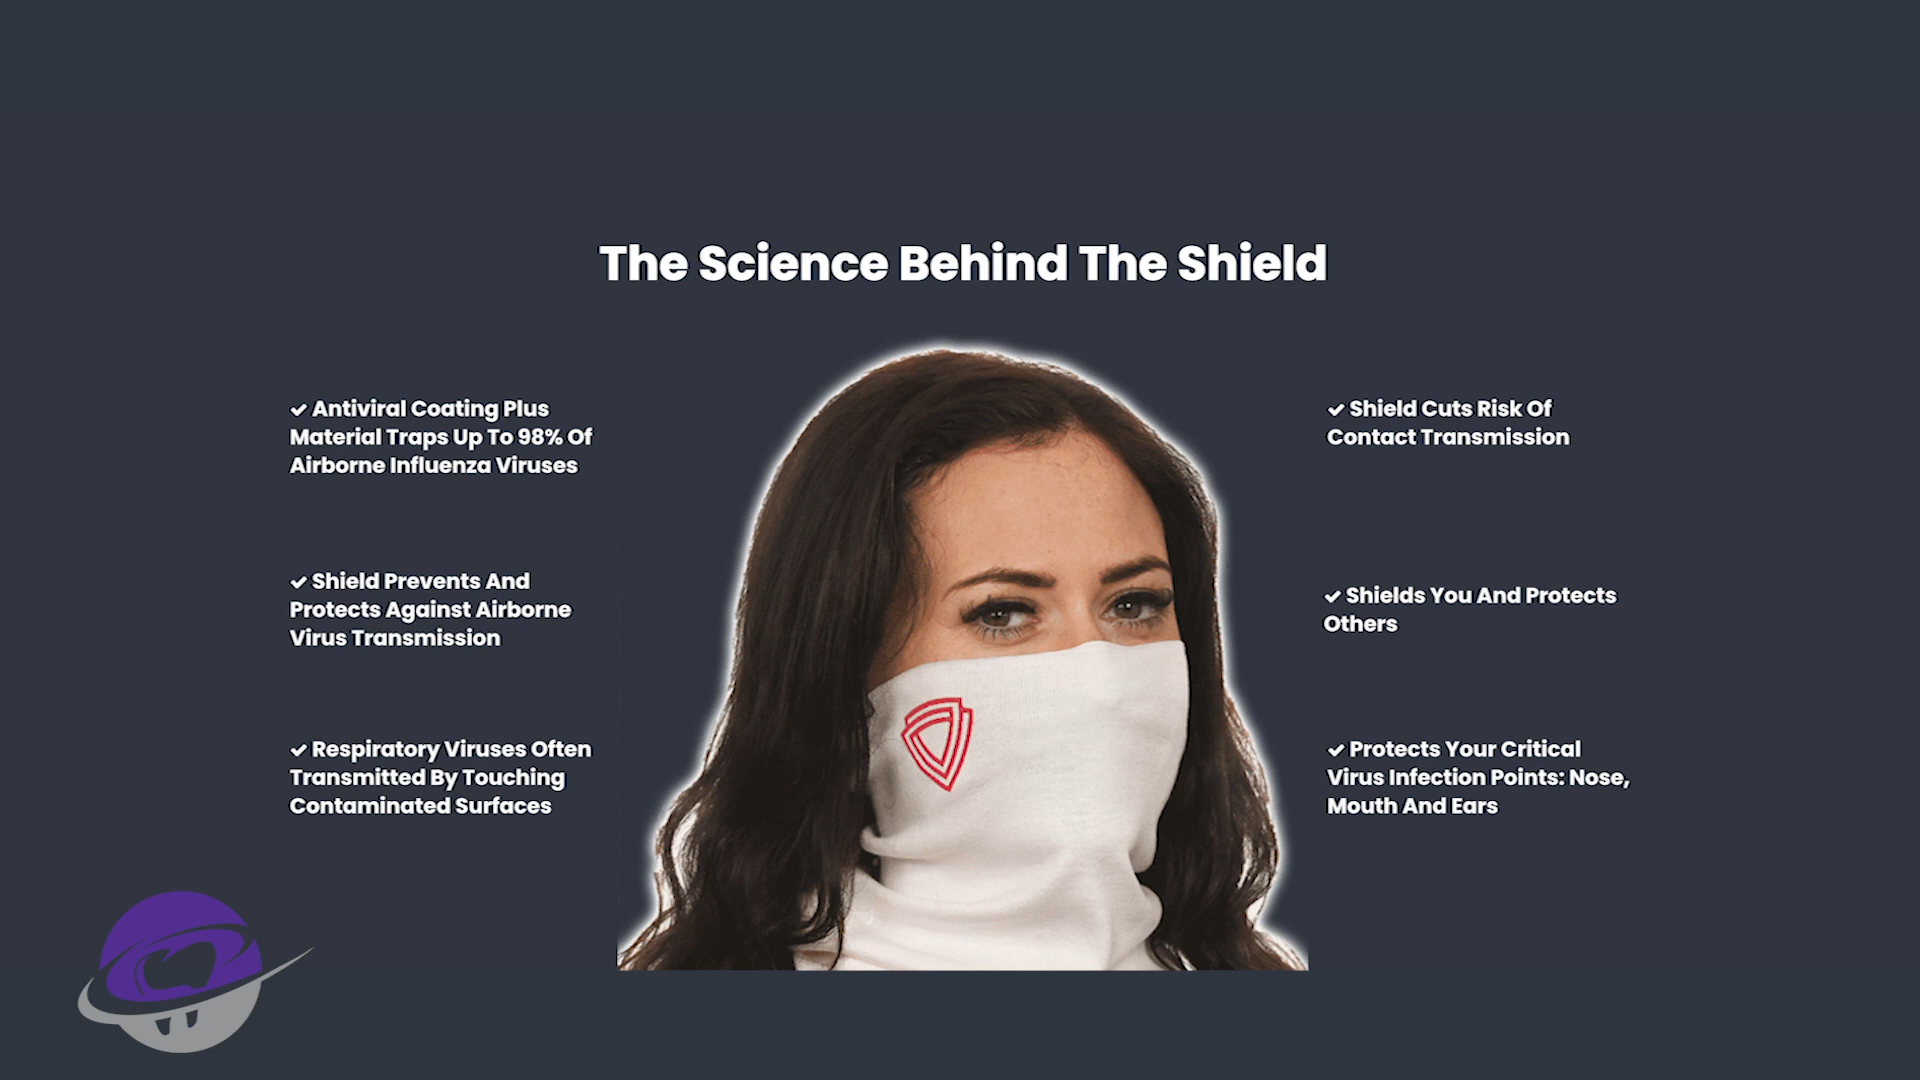 The Science Behind The Shield
✓ Antiviral Coating Plus
Material Traps Up To 98% Of
Airborne Influenza Viruses
✓ Shield Prevents And
Protects Against Airborne
Virus Transmission
✓ Respiratory Viruses Often
Transmitted By Touching
Contaminated Surfaces
✓ Shield Cuts Risk Of
Contact Transmission
✓ Shields You And Protects
Others
✓ Protects Your Critical
Virus Infection Points: Nose,
Mouth And Ears